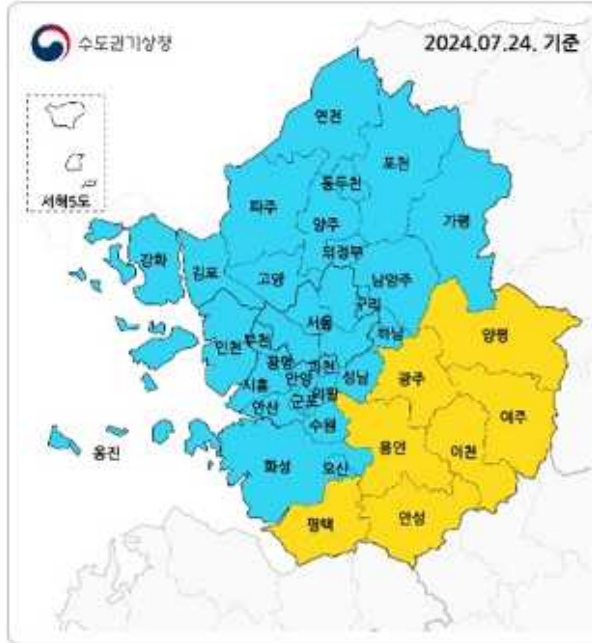 수도권기상청
2024.07.24. 기준
서해5도
연천
포천
동두천
파주
양주
가평
의정부
강화
김포
고양
남양주
구리
서울
양평
인천
부천
하남
광명
과천
시흥
안양
성남
광주
의왕
안산
군포
여주
수원
용인
이천
옹진
화성
오산
평택
안성